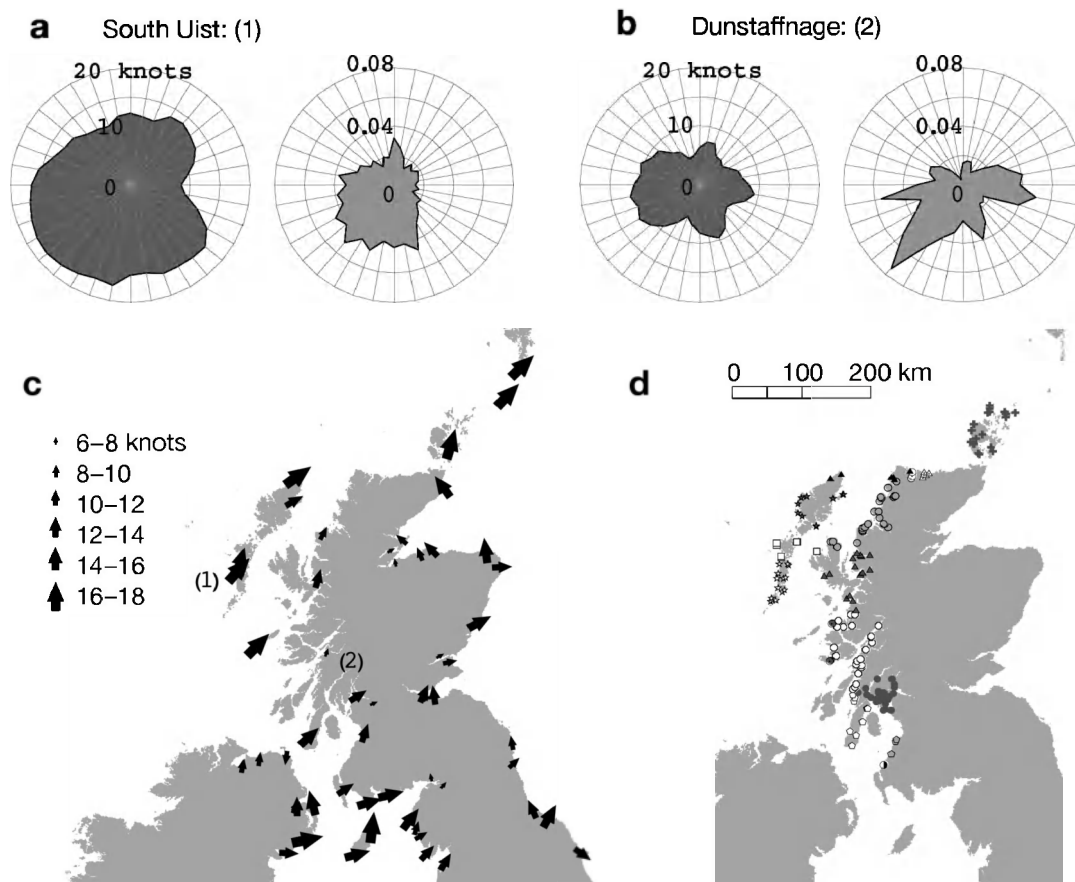 a South Uist: (1)
b Dunstaffnage: (2)
20 knots
10
0
0.08
0.04
0
20 knots
10
0
0.08
0.04
0
c
6–8 knots
8–10
10–12
12–14
14–16
16–18
(1)
(2)
d
0 100 200 km